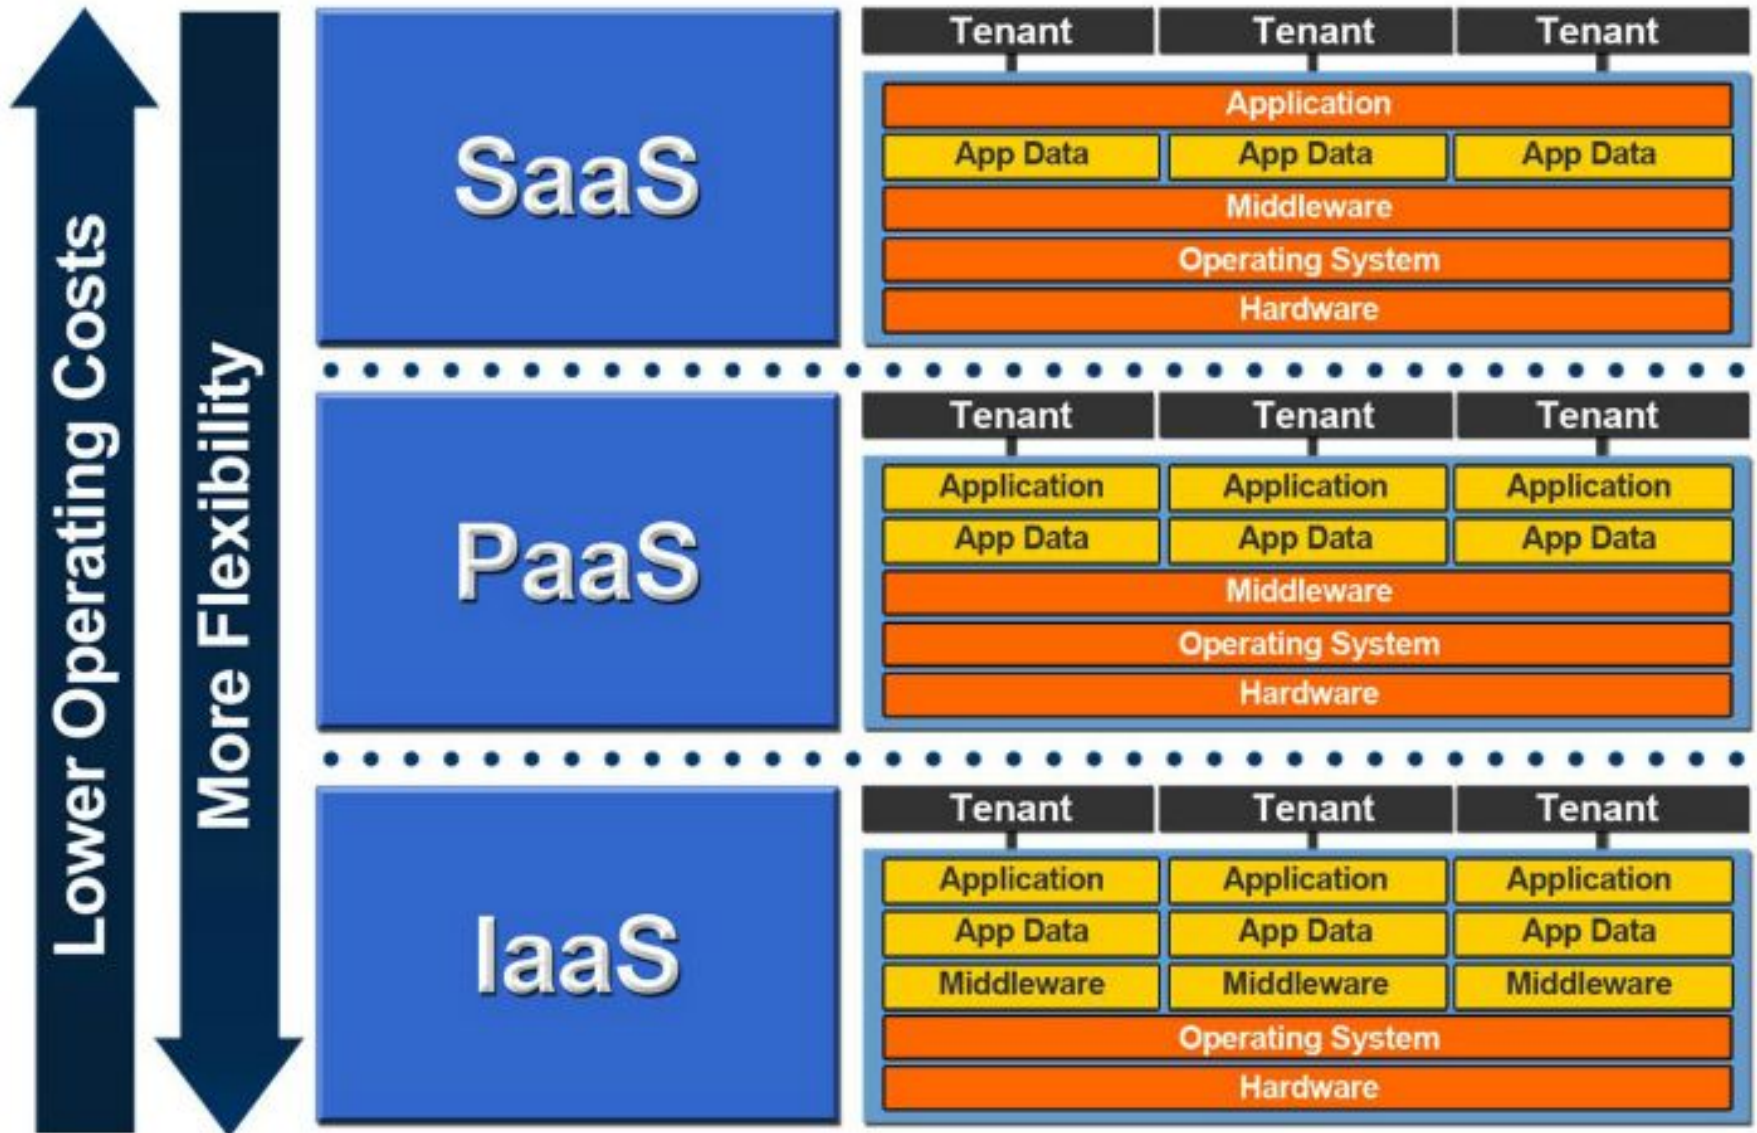 Lower Operating Costs
More Flexibility
SaaS
Tenant Tenant Tenant
Application
App Data App Data App Data
Middleware
Operating System
Hardware
PaaS
Tenant Tenant Tenant
Application Application Application
App Data App Data App Data
Middleware
Operating System
Hardware
IaaS
Tenant Tenant Tenant
Application Application Application
App Data App Data App Data
Middleware Middleware Middleware
Operating System
Hardware